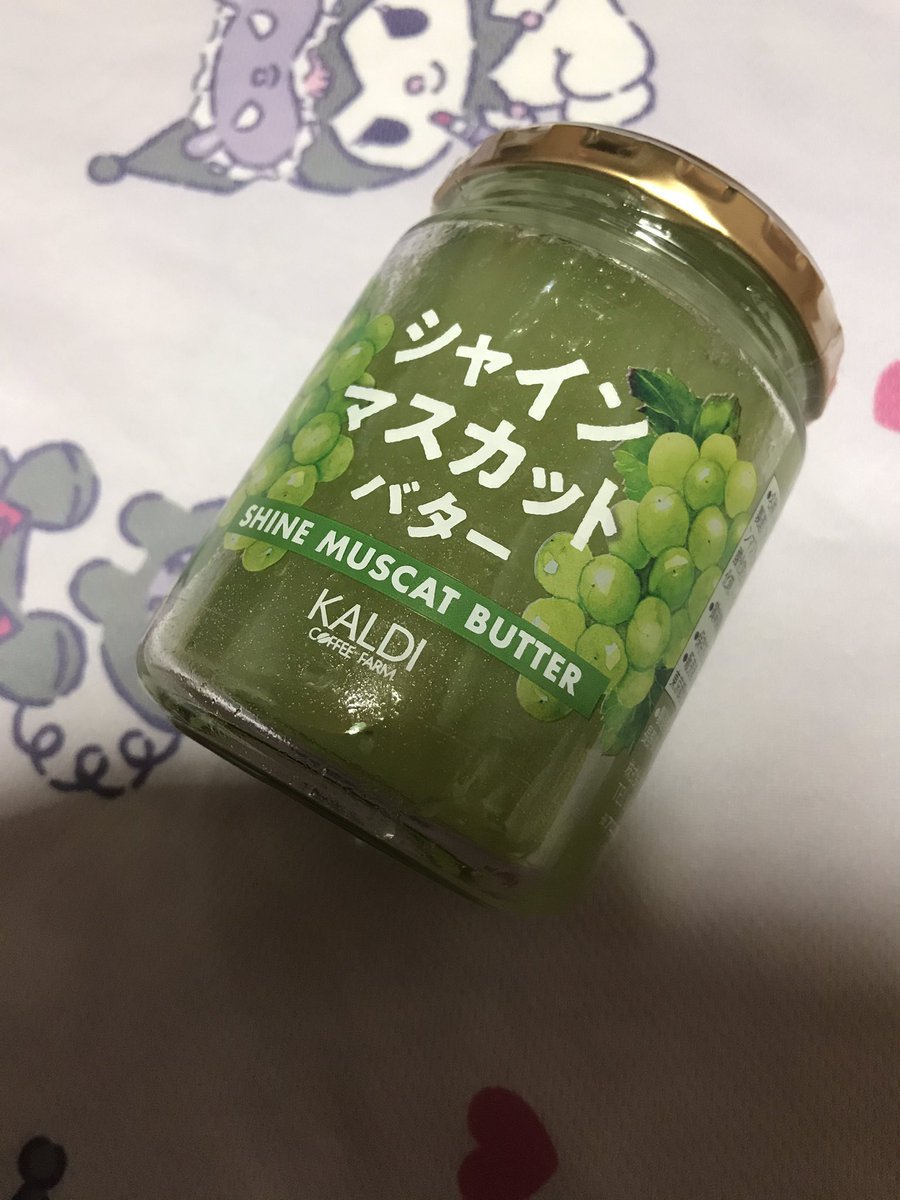 シャイン
マスカット
バター
SHINE MUSCAT BUTTER
KALDI
COFFEE FARM